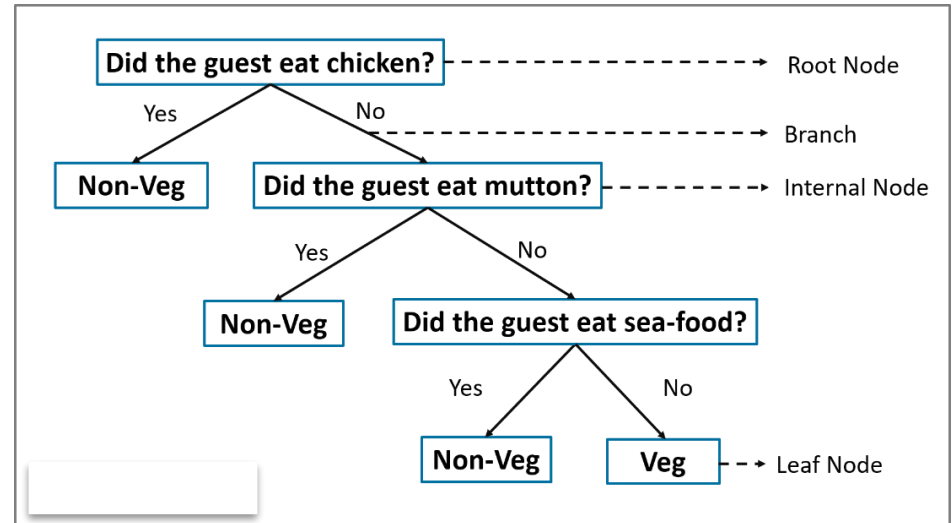 Did the guest eat chicken?
Root Node
Yes
No
Branch
Non-Veg
Did the guest eat mutton?
Internal Node
Yes
No
Non-Veg
Did the guest eat sea-food?
Yes
No
Non-Veg
Veg
Leaf Node